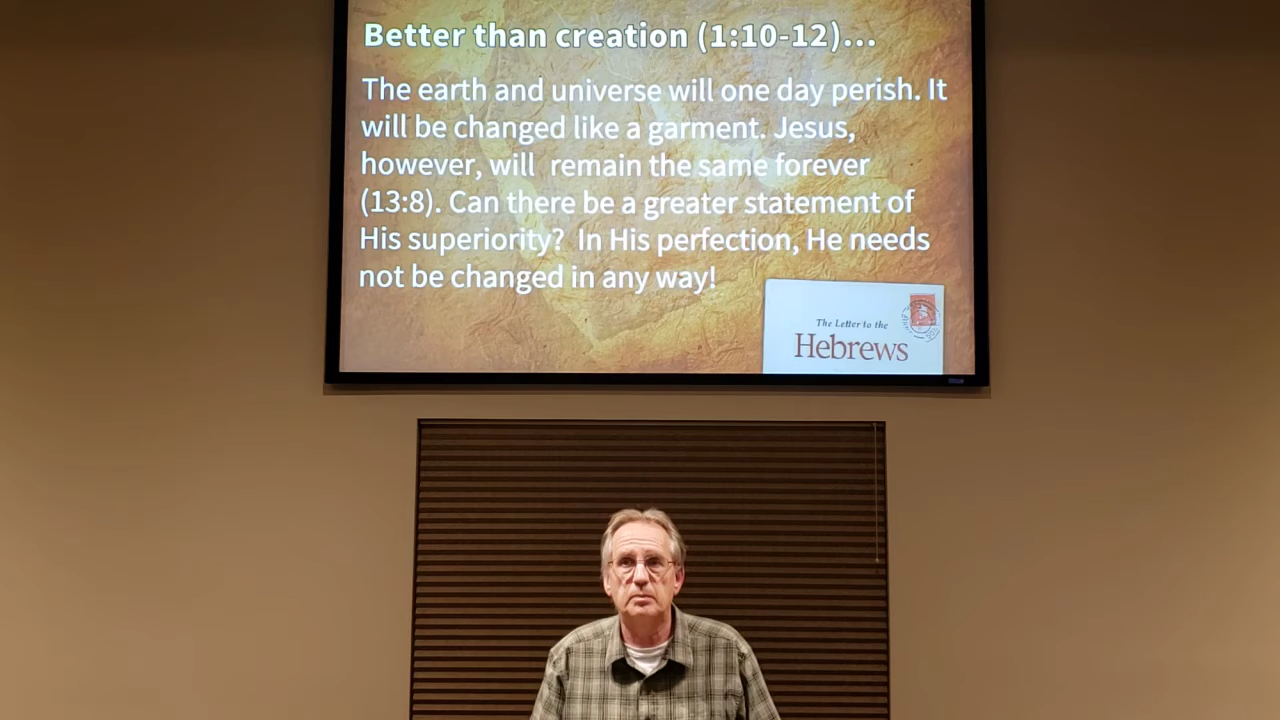 Better than creation (1:10-12)...
The earth and universe will one day perish. It
will be changed like a garment. Jesus,
however, will  remain the same forever
(13:8). Can there be a greater statement of
His superiority?  In His perfection, He needs
not be changed in any way!
The Letter to the
Hebrews